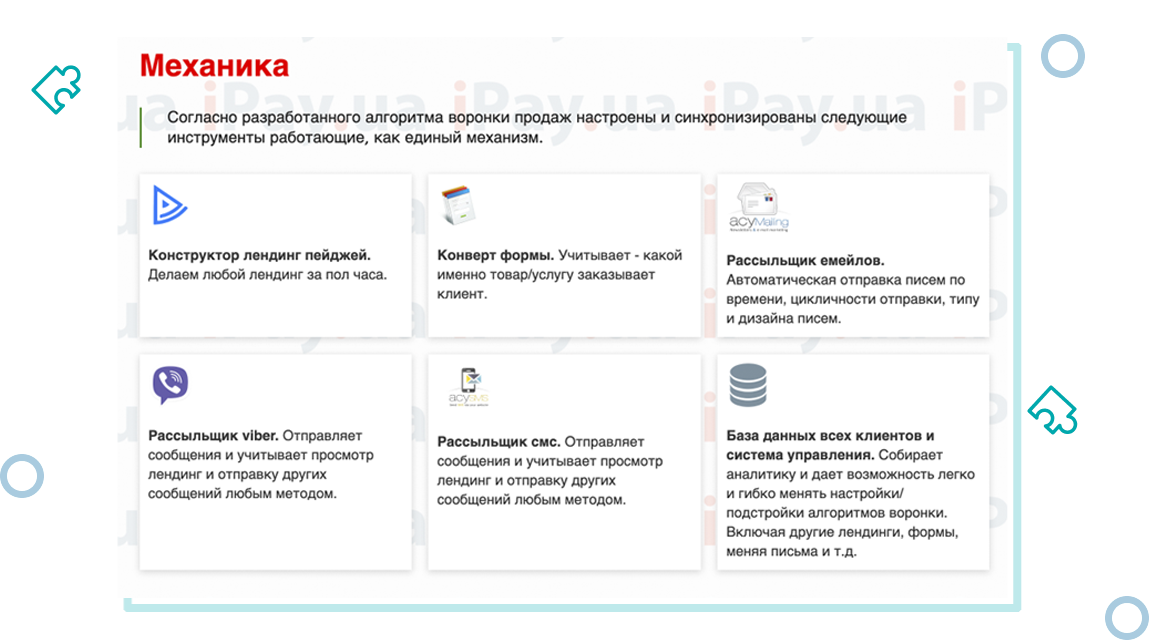 Механика
Согласно разработанного алгоритма воронки продаж настроены и синхронизированы следующие
инструменты работающие, как единый механизм.
Конструктор лендинг пейджей.
Делаем любой лендинг за пол часа.
Конверт формы. Учитывает - какой
именно товар/услугу заказывает
клиент.
acyMailing
Рассыльщик емейлов.
Автоматическая отправка писем по
времени, цикличности отправки, типу
и дизайна писем.
Рассыльщик viber. Отправляет
сообщения и учитывает просмотр
лендинг и отправку других
сообщений любым методом.
acySMS
Рассыльщик смс. Отправляет
сообщения и учитывает просмотр
лендинг и отправку других
сообщений любым методом.
База данных всех клиентов и
система управления. Собирает
аналитику и дает возможность легко
и гибко менять настройки/
подстройки алгоритмов воронки.
Включая другие лендинги, формы,
меняя письма и т.д.
.ua iPay.ua iPay.ua iPay.ua iP